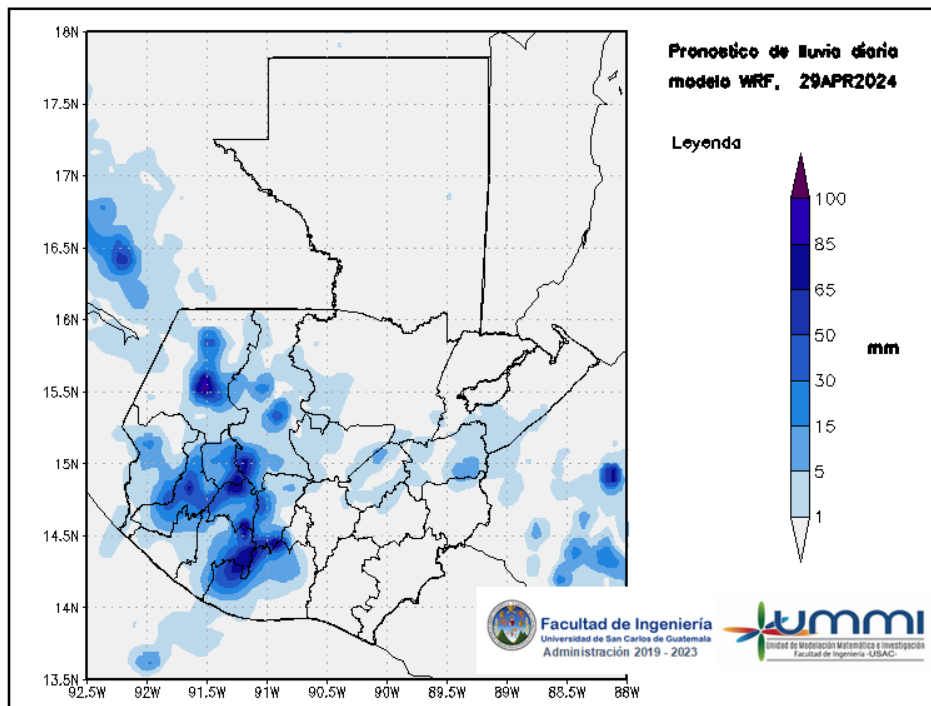 Pronostico de lluvia diaria
modelo WRF, 29APR2024
Leyenda
100
85
65
50
30
15
5
1
mm
18N
17.5N
17N
16.5N
16N
15.5N
15N
14.5N
14N
13.5N
92.5W 92W 91.5W 91W 90.5W 90W 89.5W 89W 88.5W 88W
Facultad de Ingeniería
Universidad de San Carlos de Guatemala
Administración 2019 - 2023
UMMI
Unidad de Modelación Matemática e Investigación
Facultad de Ingeniería -USAC-